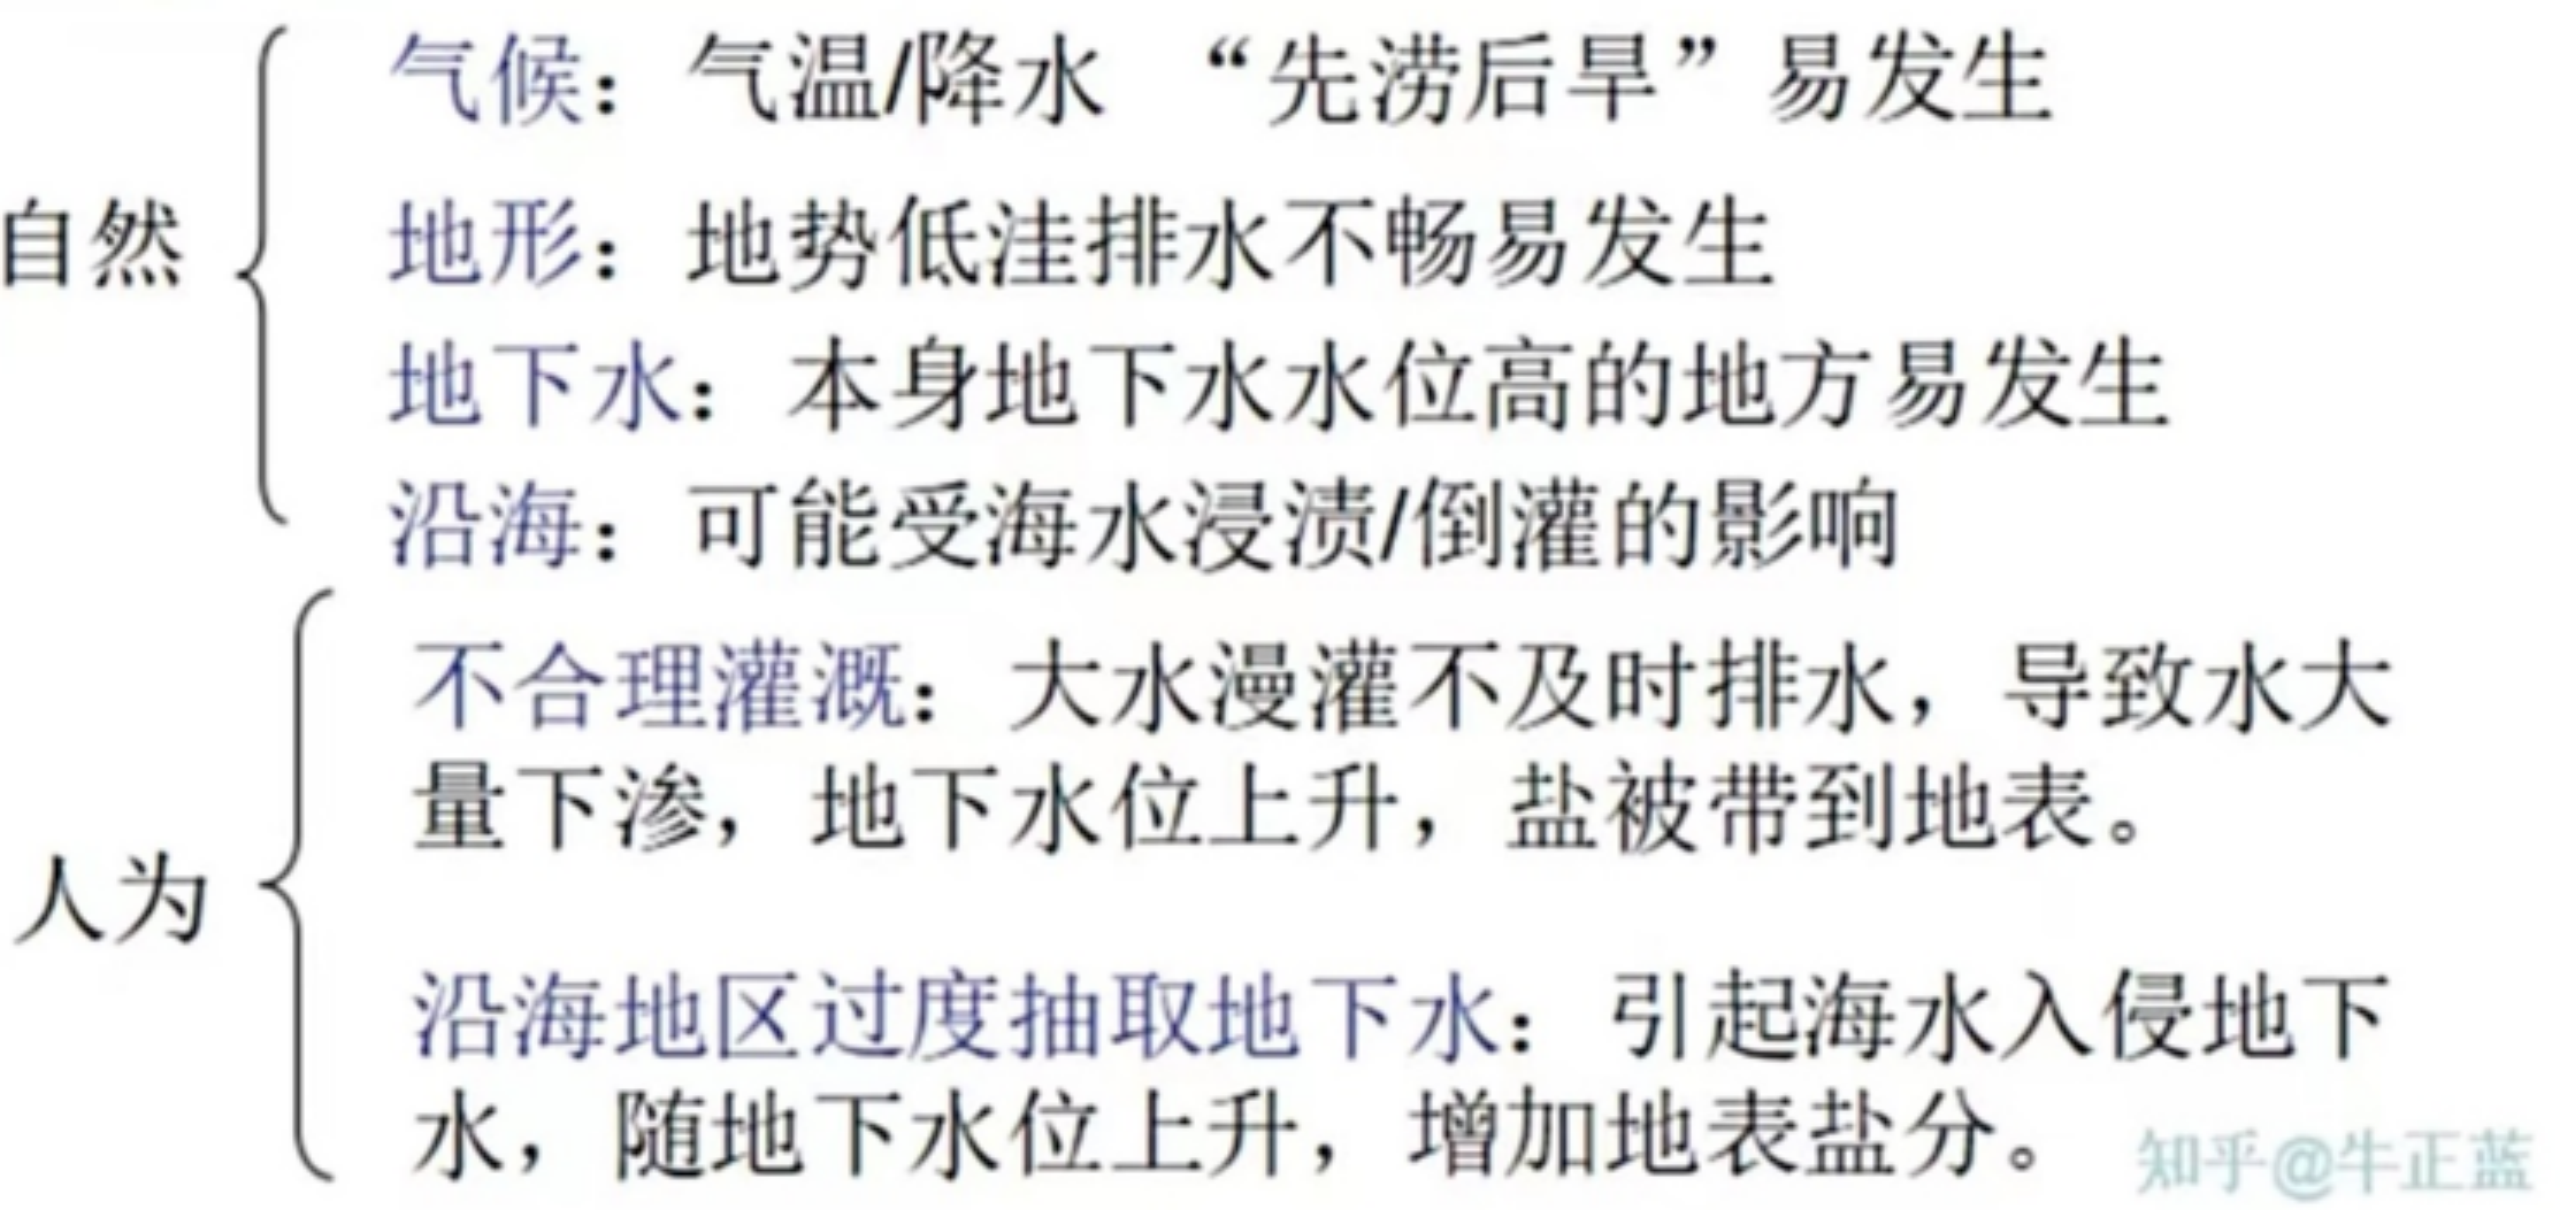 气候：气温/降水 “先涝后旱”易发生
自然
地形：地势低洼排水不畅易发生
地下水：本身地下水水位高的地方易发生
沿海：可能受海水浸渍/倒灌的影响
不合理灌溉：大水漫灌不及时排水，导致水大
量下渗，地下水位上升，盐被带到地表。
人为
沿海地区过度抽取地下水：引起海水入侵地下
水，随地下水位上升，增加地表盐分。
知乎@牛正蓝